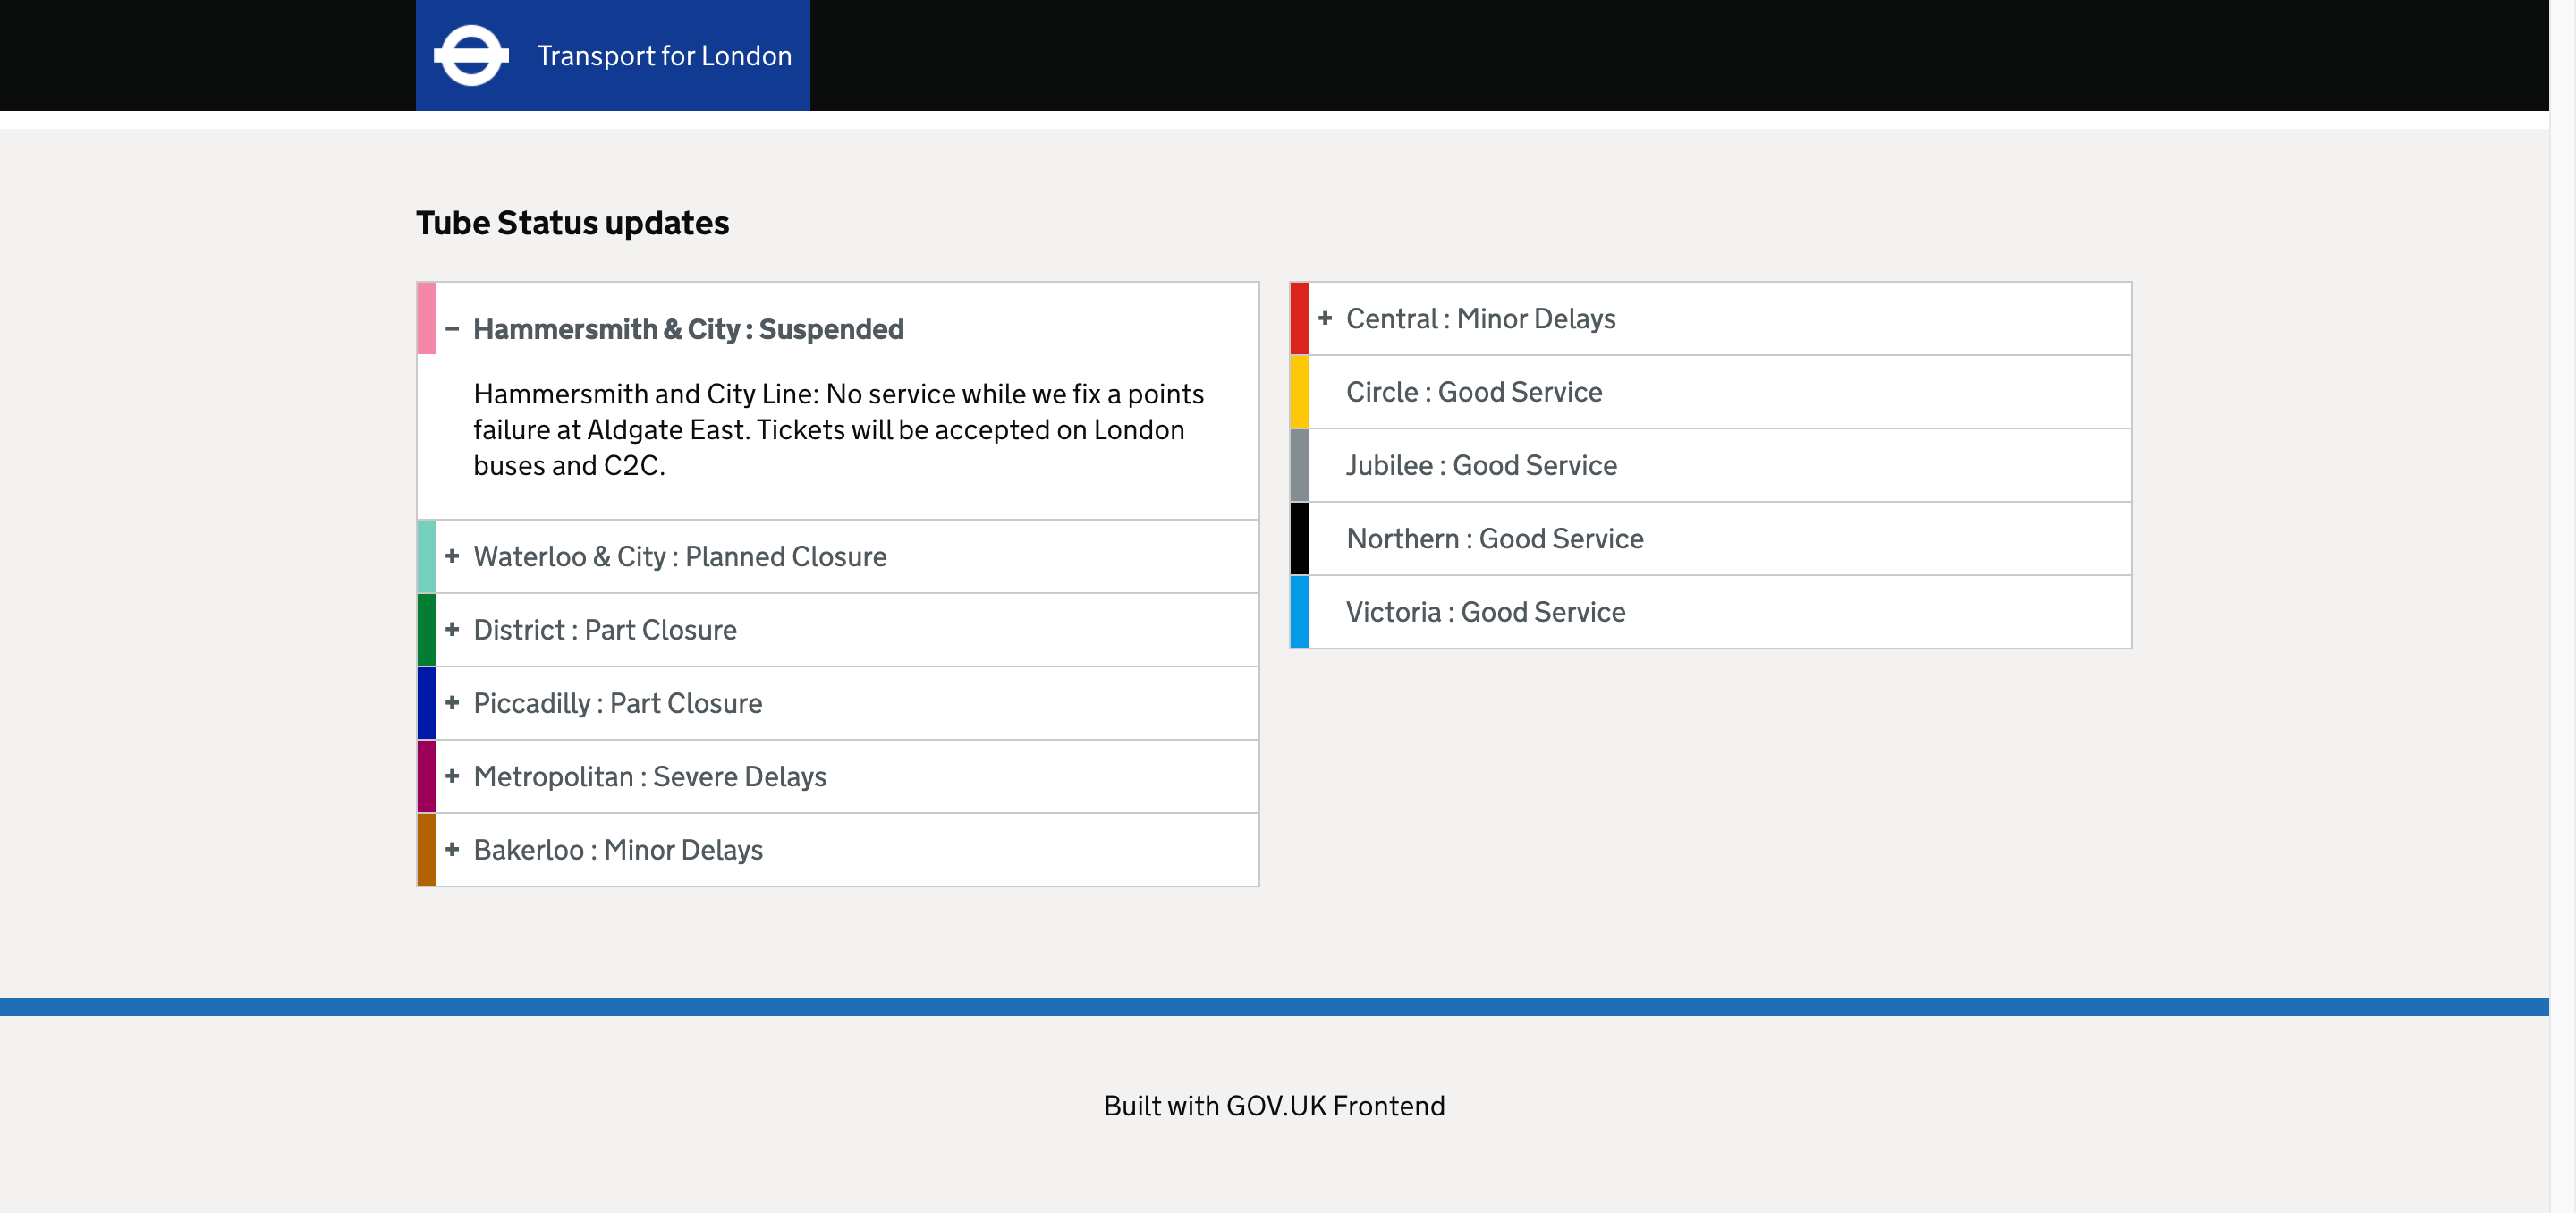 Transport for London
Tube Status updates
− Hammersmith & City : Suspended
Hammersmith and City Line: No service while we fix a points
failure at Aldgate East. Tickets will be accepted on London
buses and C2C.
+ Waterloo & City : Planned Closure
+ District : Part Closure
+ Piccadilly : Part Closure
+ Metropolitan : Severe Delays
+ Bakerloo : Minor Delays
+ Central : Minor Delays
Circle : Good Service
Jubilee : Good Service
Northern : Good Service
Victoria : Good Service
Built with GOV.UK Frontend